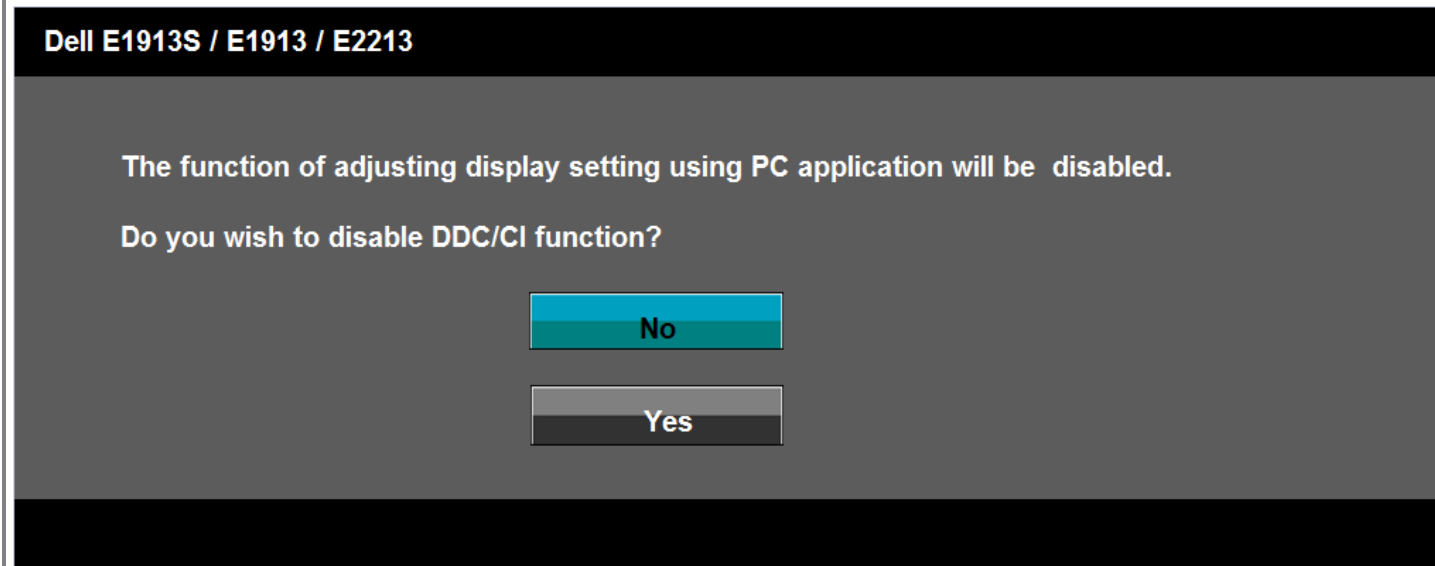 Dell E1913S / E1913 / E2213
The function of adjusting display setting using PC application will be  disabled.
Do you wish to disable DDC/CI function?
No
Yes